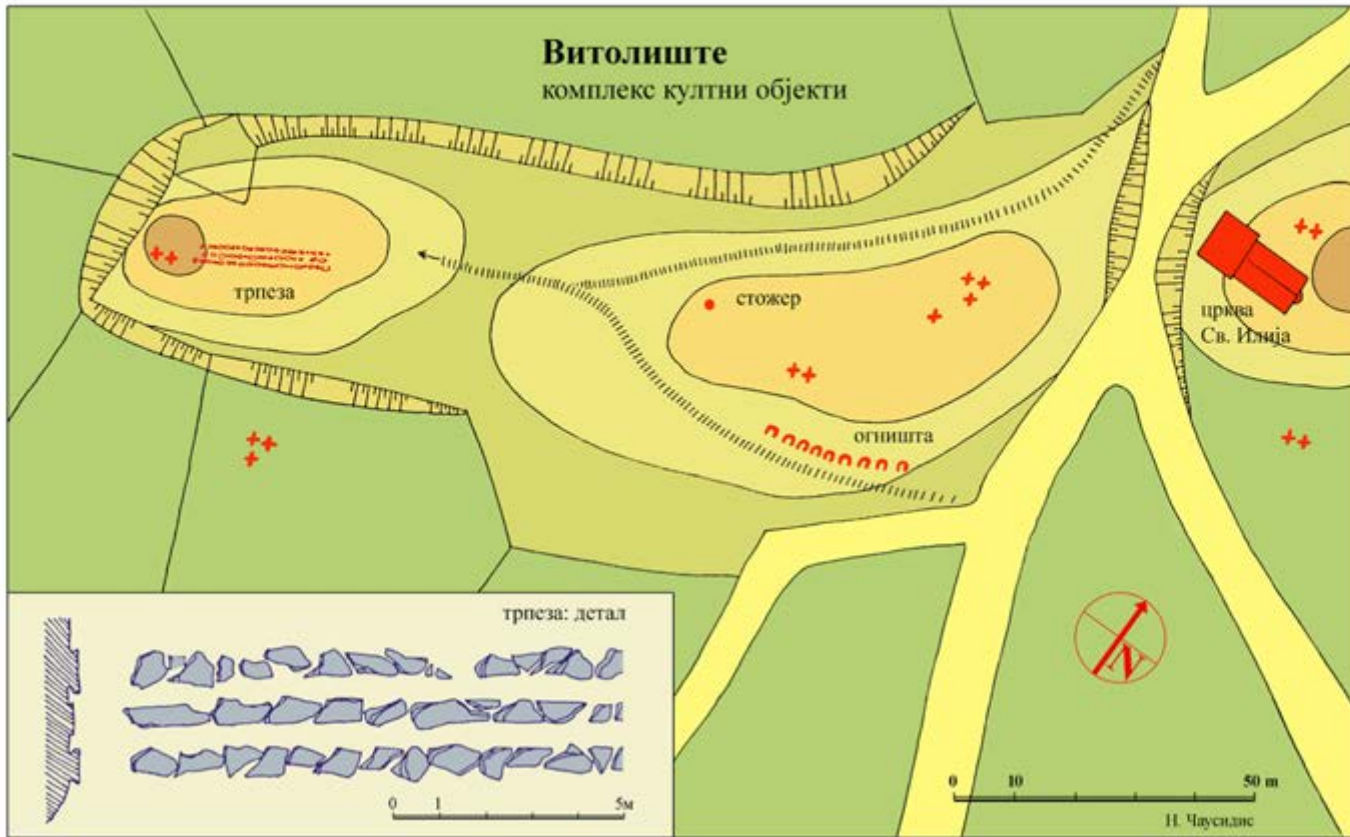 Витолиште
комплекс култни објекти
трпеза
стожер
огништа
црква
Св. Илија
трпеза: детал
0 1 5м
N
0 10 50 m
Н. Чаусидис